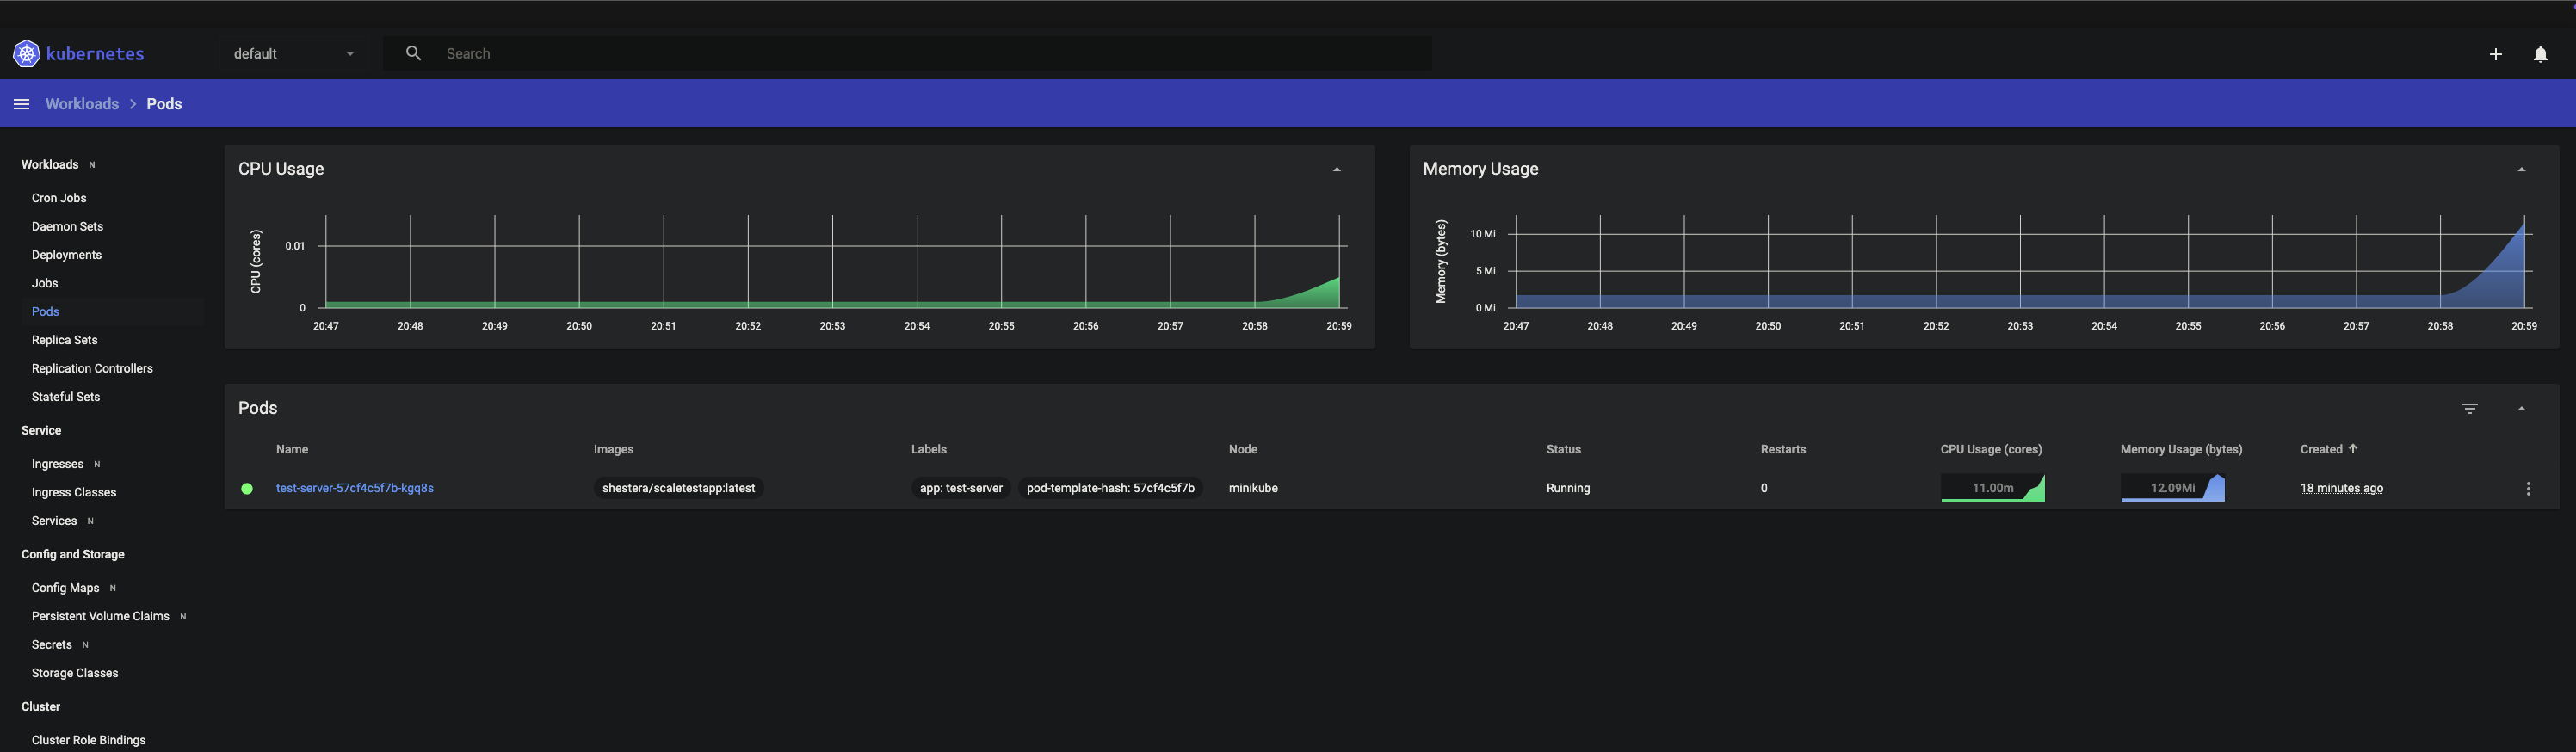 kubernetes
default
Search
Workloads > Pods
Workloads N
Cron Jobs
Daemon Sets
Deployments
Jobs
Pods
Replica Sets
Replication Controllers
Stateful Sets
Service
Ingresses N
Ingress Classes
Services N
Config and Storage
Config Maps N
Persistent Volume Claims N
Secrets N
Storage Classes
Cluster
Cluster Role Bindings
CPU Usage
CPU (cores)
0.01
0
20:47 20:48 20:49 20:50 20:51 20:52 20:53 20:54 20:55 20:56 20:57 20:58 20:59
Memory Usage
Memory (bytes)
10 Mi
5 Mi
0 Mi
20:47 20:48 20:49 20:50 20:51 20:52 20:53 20:54 20:55 20:56 20:57 20:58 20:59
Pods
Name Images Labels Node Status Restarts CPU Usage (cores) Memory Usage (bytes) Created
test-server-57cf4c5f7b-kgq8s shestera/scaletestapp:latest app: test-server pod-template-hash: 57cf4c5f7b minikube Running 0 11.00m 12.09Mi 18 minutes ago